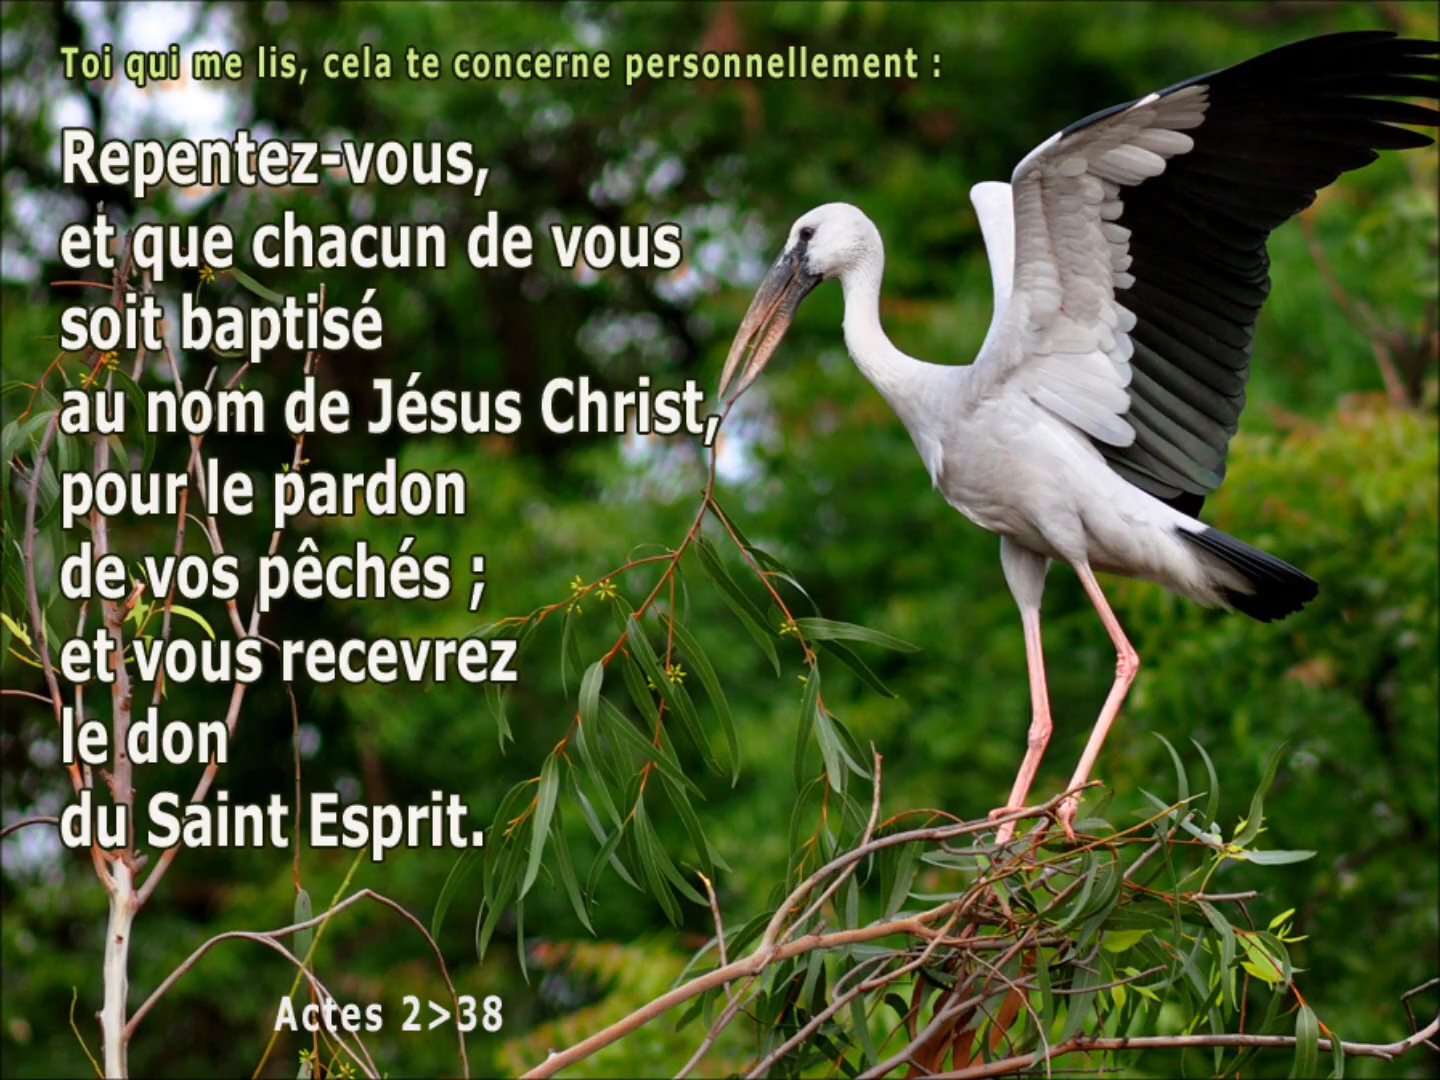 Toi qui me lis, cela te concerne personnellement :
Repentez-vous,
et que chacun de vous
soit baptisé
au nom de Jésus Christ,
pour le pardon
de vos pêchés ;
et vous recevrez
le don
du Saint Esprit.
Actes 2>38